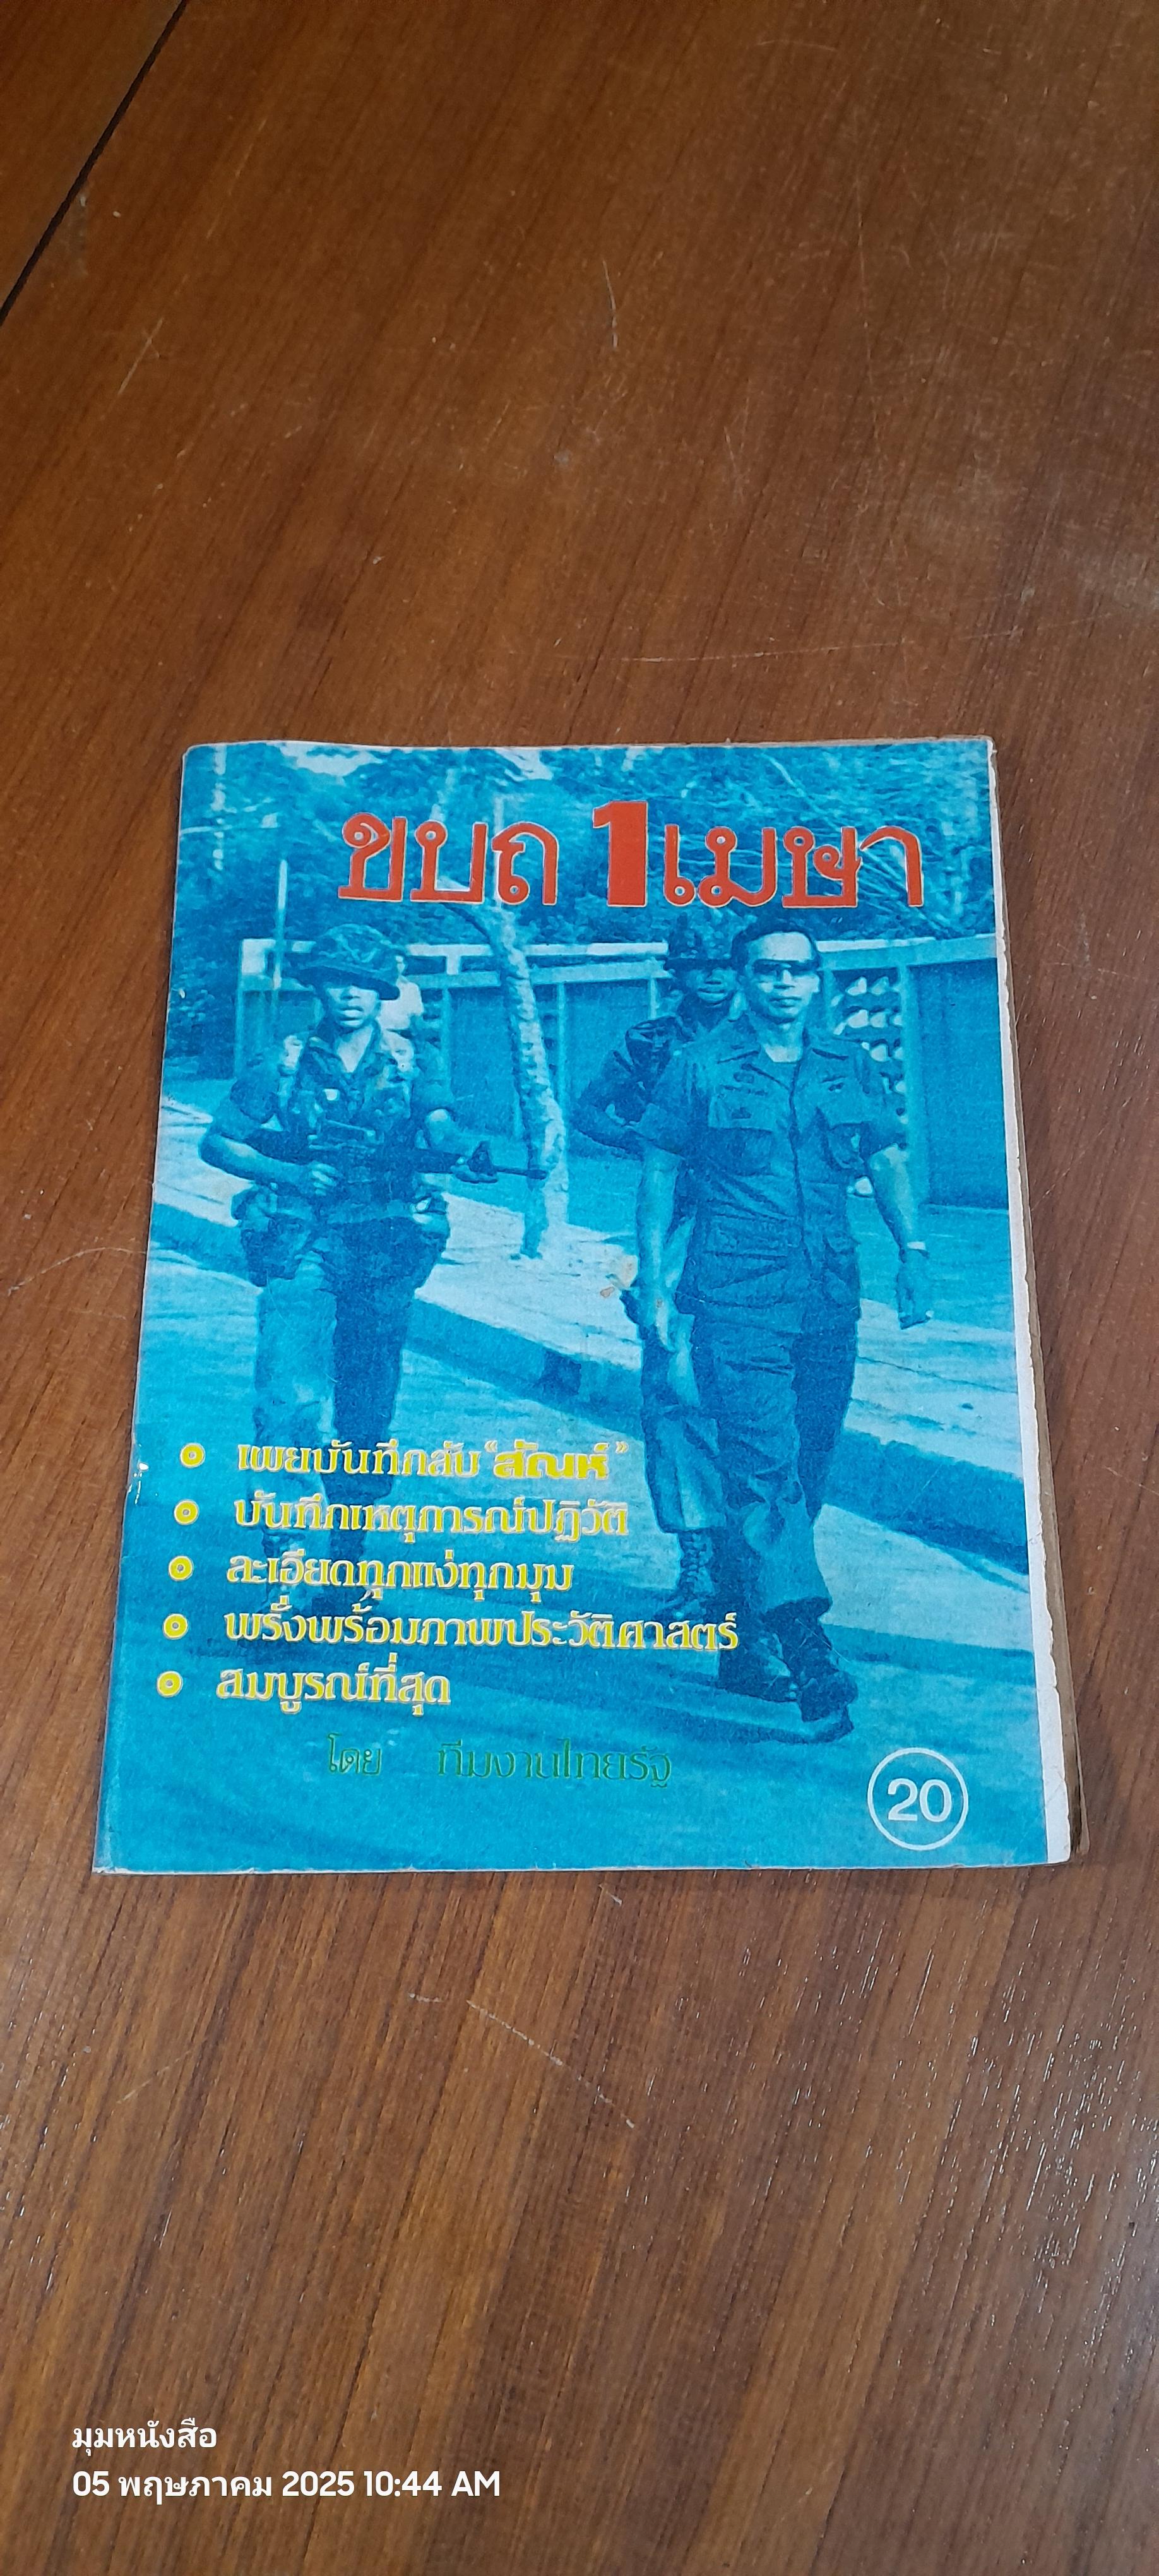 ขบถ 1 เมษา
เผยบันทึกลับ "สัณห์"
บันทึกเหตุการณ์ปฏิวัติ
ละเอียดทุกแง่ทุกมุม
พรั่งพร้อมภาพประวัติศาสตร์
สมบูรณ์ที่สุด
โดย ทีมงานไทยรัฐ
20
มุมหนังสือ
05 พฤษภาคม 2025 10:44 AM